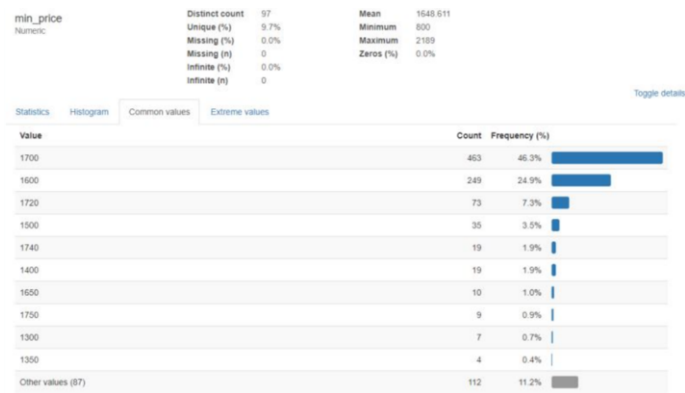 min_price
Numeric
Distinct count 97
Unique (%) 9.7%
Missing (%) 0.0%
Missing (n) 0
Infinite (%) 0.0%
Infinite (n) 0
Mean 1648.611
Minimum 800
Maximum 2189
Zeros (%) 0.0%
Toggle details
Statistics Histogram Common values Extreme values
Value Count Frequency (%)
1700 463 46.3%
1600 249 24.9%
1720 73 7.3%
1500 35 3.5%
1740 19 1.9%
1400 19 1.9%
1650 10 1.0%
1750 9 0.9%
1300 7 0.7%
1350 4 0.4%
Other values (87) 112 11.2%